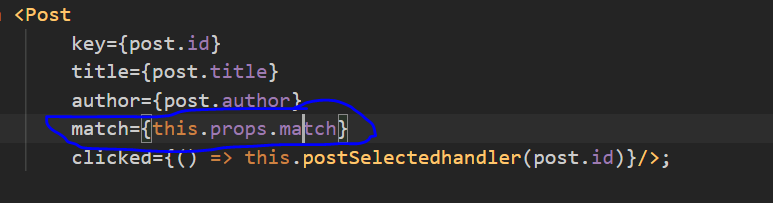 <Post
key={post.id}
title={post.title}
author={post.author}
match={this.props.match}
clicked={() => this.postSelectedhandler(post.id)}/>;